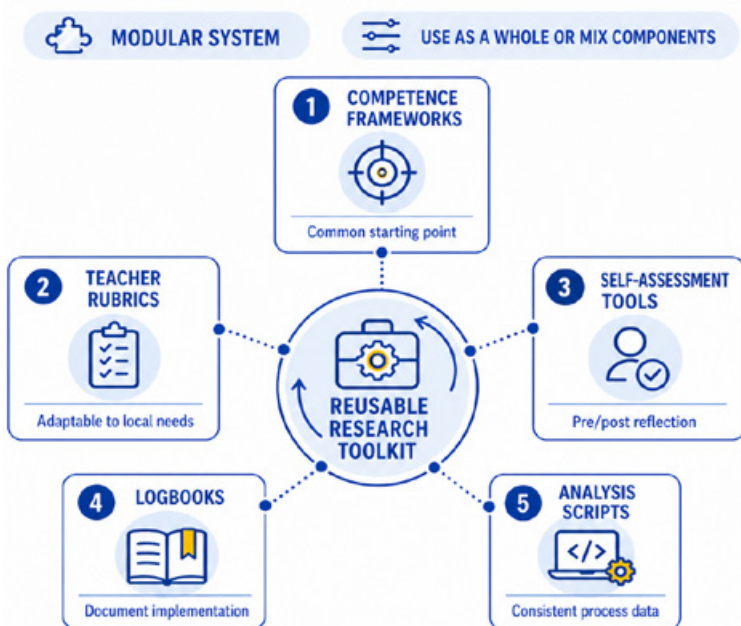 MODULAR SYSTEM
USE AS A WHOLE OR MIX COMPONENTS
1
COMPETENCE
FRAMEWORKS
Common starting point
2
TEACHER
RUBRICS
Adaptable to local needs
3
SELF-ASSESSMENT
TOOLS
Pre/post reflection
REUSABLE
RESEARCH
TOOLKIT
4
LOGBOOKS
Document implementation
5
ANALYSIS
SCRIPTS
</>
Consistent process data